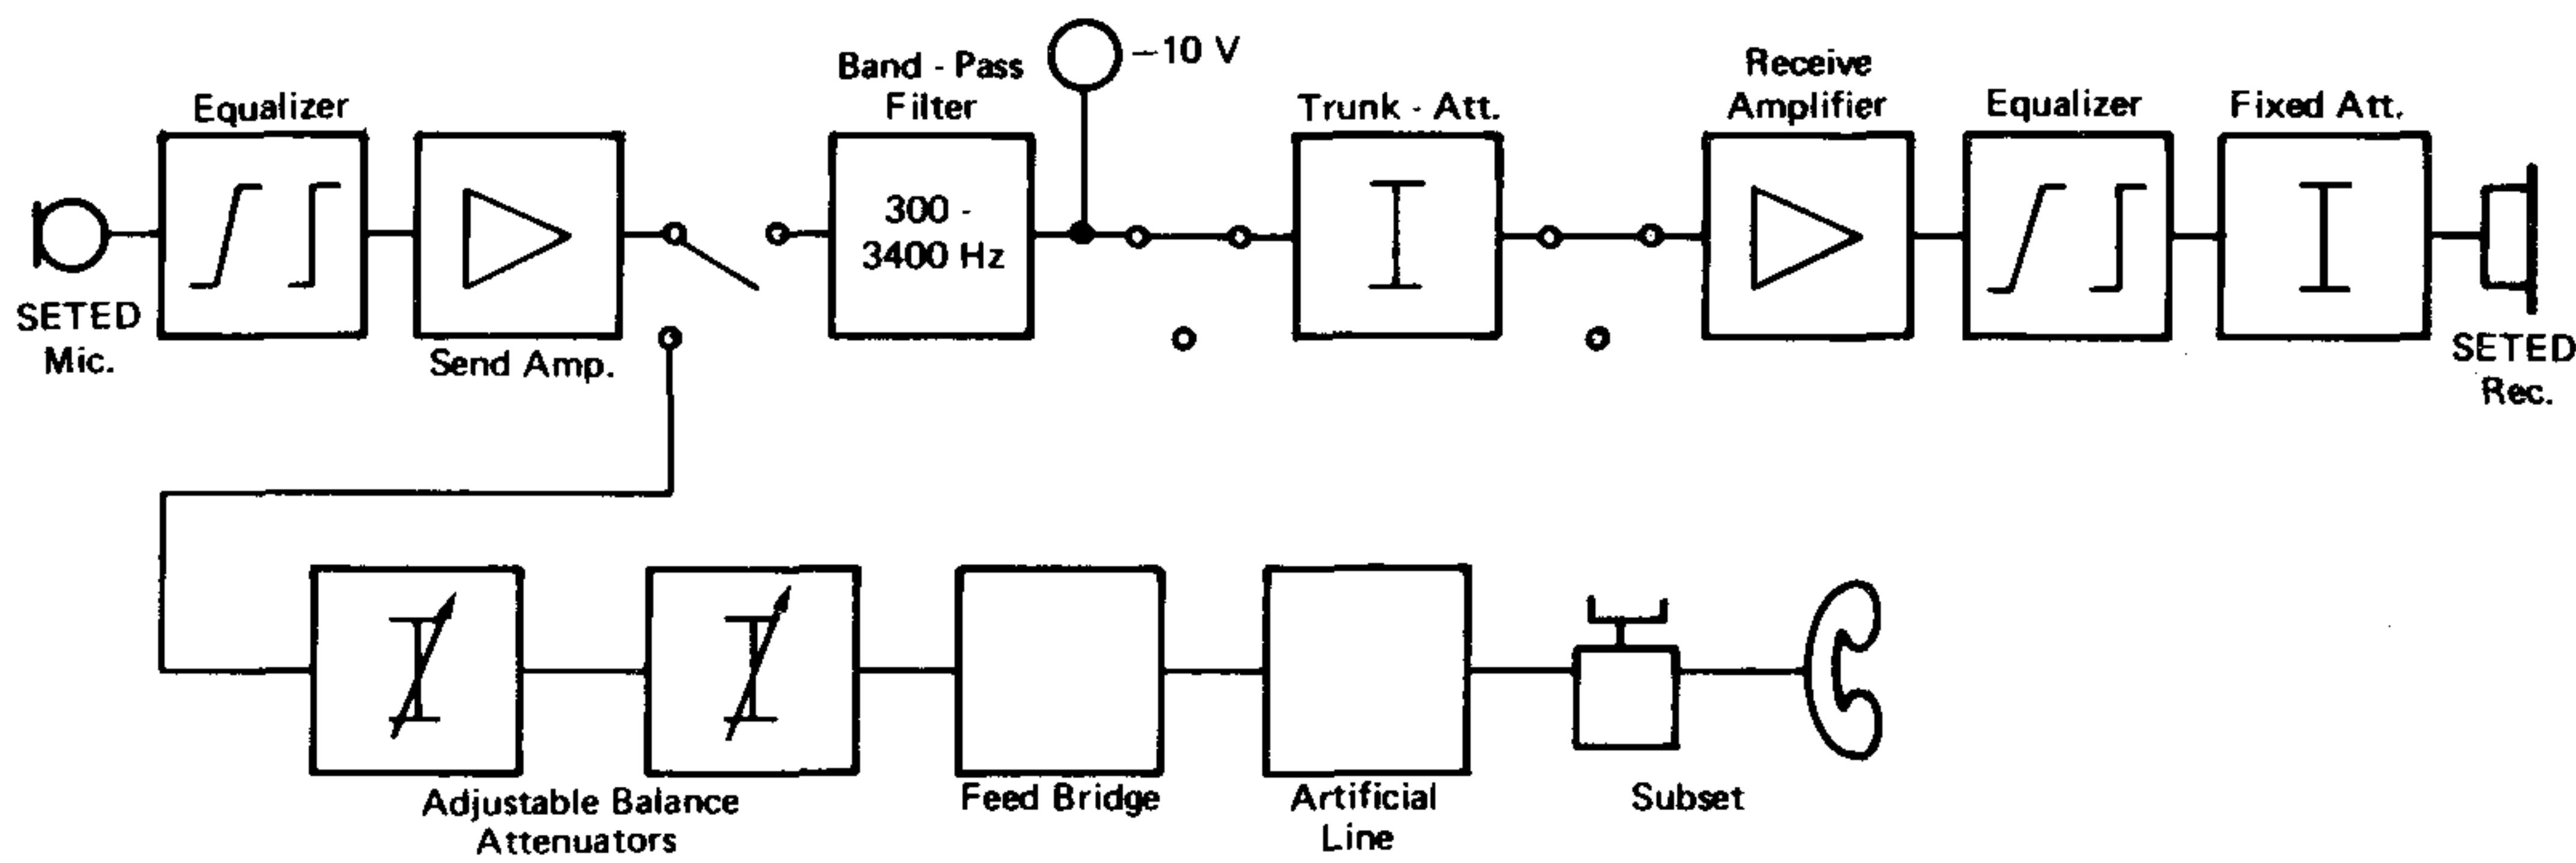 Equalizer
SETED
Mic.
Send Amp.
Band - Pass
Filter
300 -
3400 Hz
–10 V
Trunk - Att.
Receive
Amplifier
Equalizer
Fixed Att.
SETED
Rec.
Adjustable Balance
Attenuators
Feed Bridge
Artificial
Line
Subset